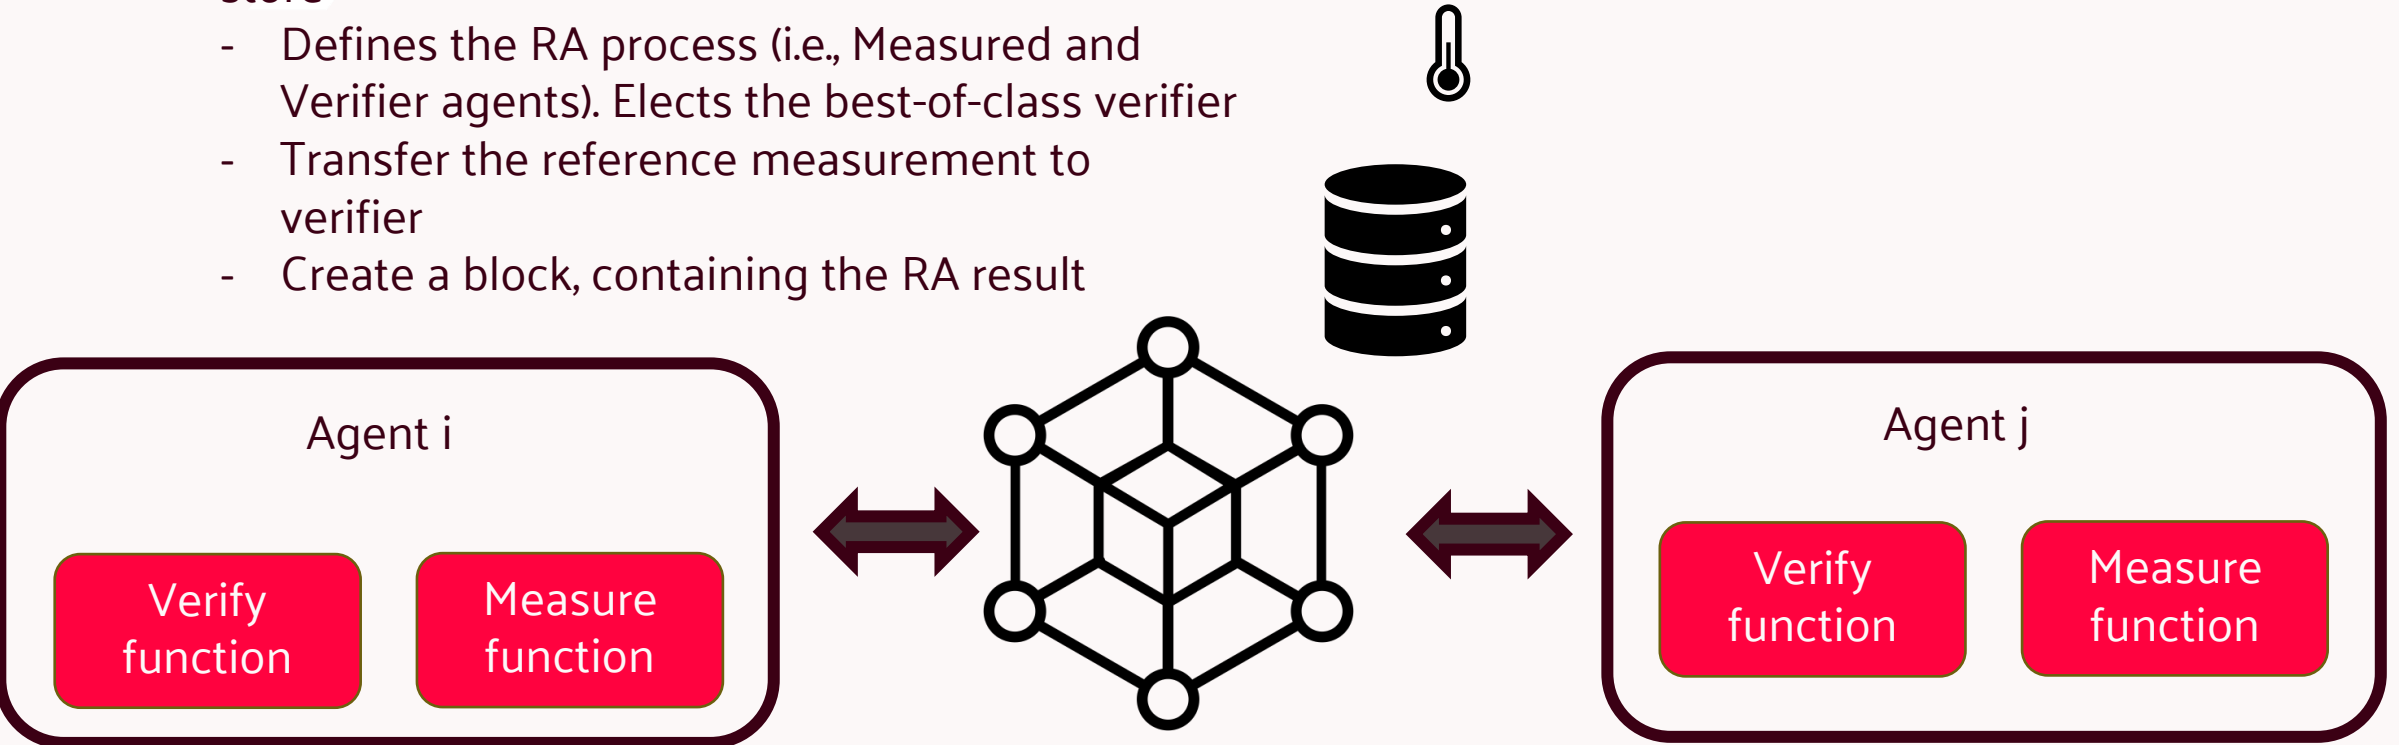 - Defines the RA process (i.e., Measured and
Verifier agents). Elects the best-of-class verifier
- Transfer the reference measurement to
verifier
- Create a block, containing the RA result
Agent i
Agent j
Verify
function
Measure
function
Verify
function
Measure
function